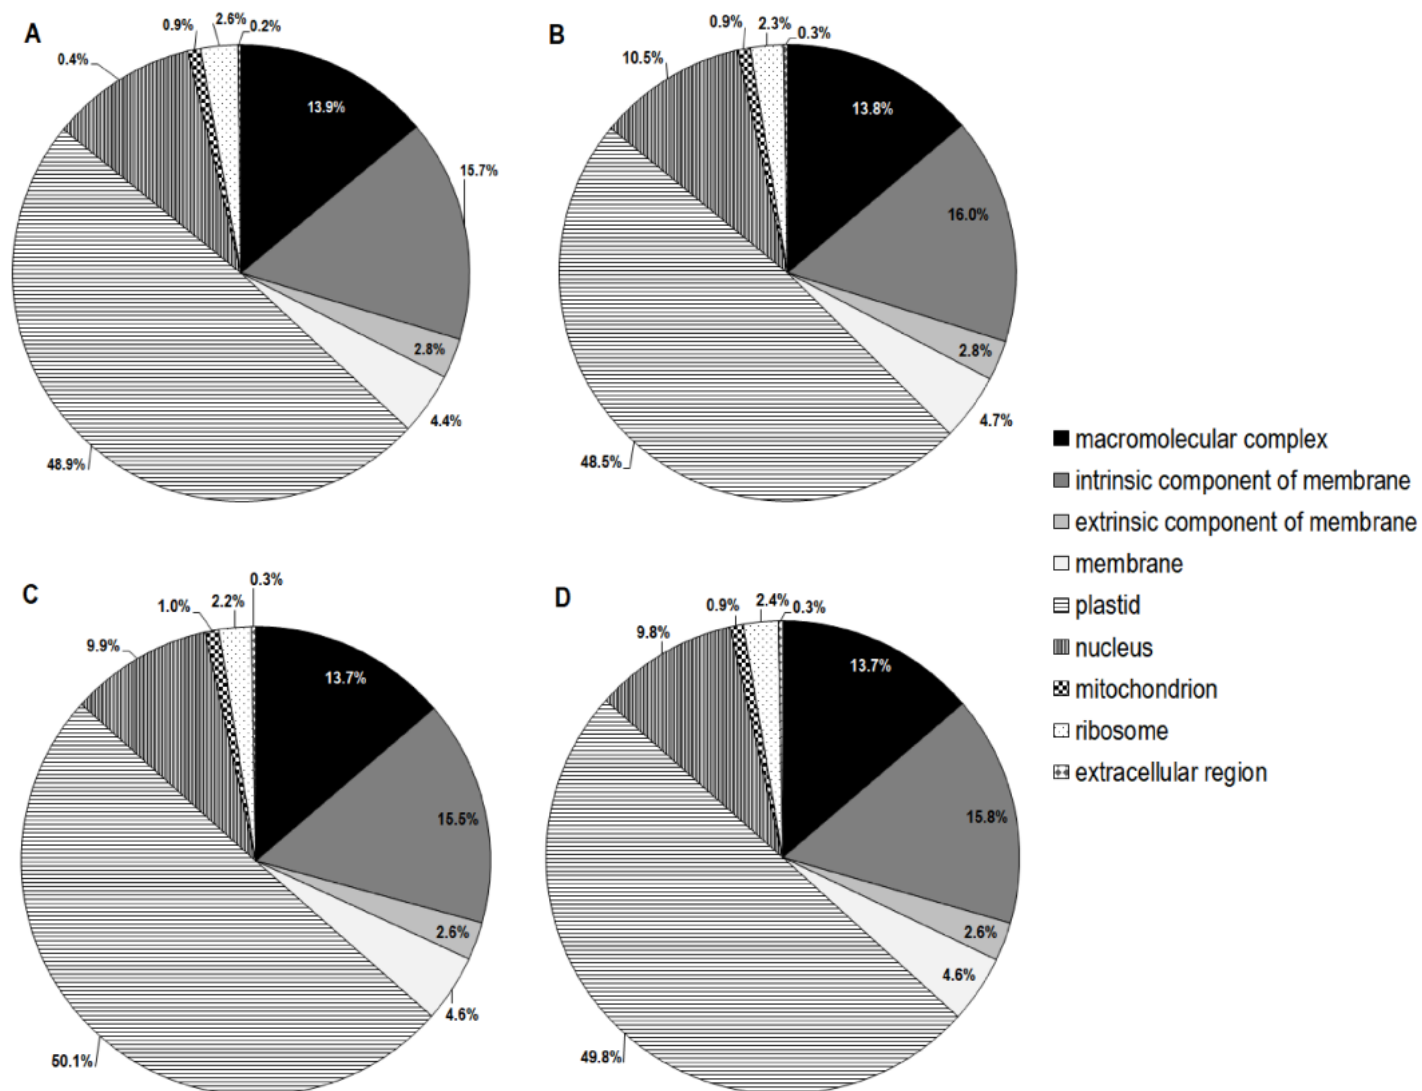 A
0.9%
2.6%
0.2%
0.4%
13.9%
15.7%
2.8%
4.4%
48.9%
B
0.9%
2.3%
0.3%
10.5%
13.8%
16.0%
2.8%
4.7%
48.5%
C
1.0%
2.2%
0.3%
9.9%
13.7%
15.5%
2.6%
4.6%
50.1%
D
0.9%
2.4%
0.3%
9.8%
13.7%
15.8%
2.6%
4.6%
49.8%
macromolecular complex
intrinsic component of membrane
extrinsic component of membrane
membrane
plastid
nucleus
mitochondrion
ribosome
extracellular region